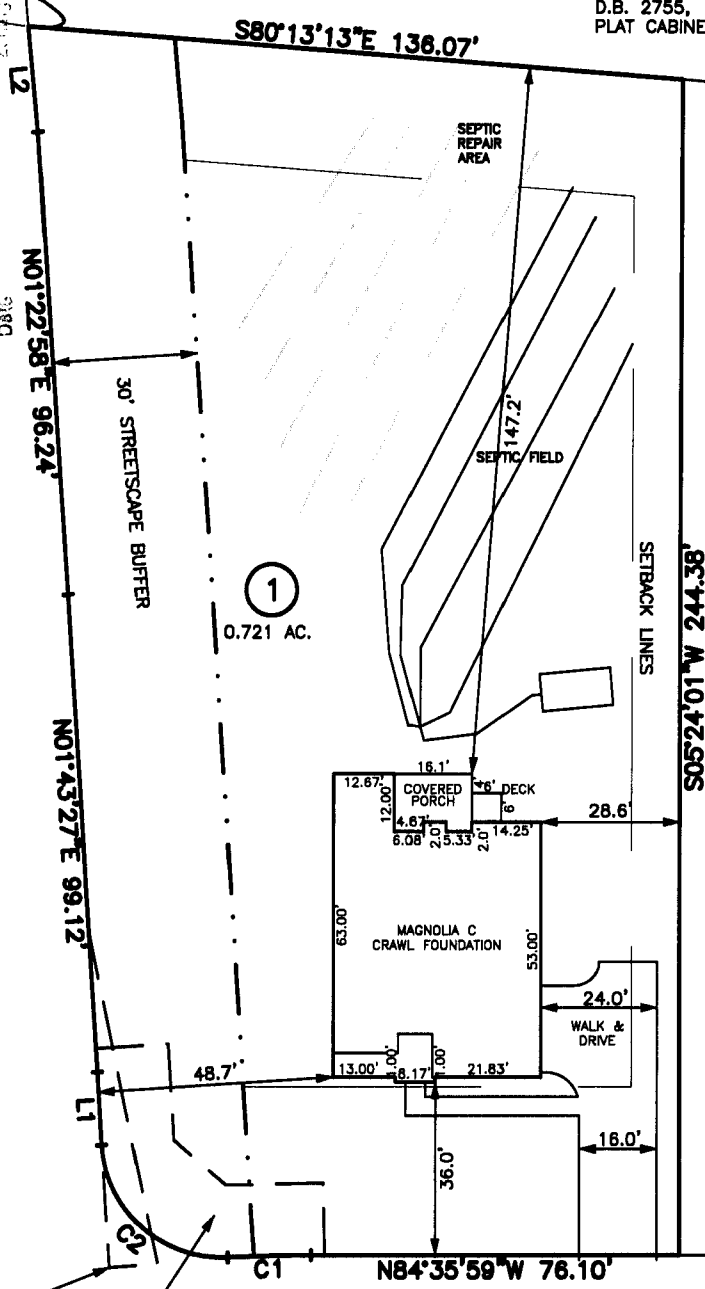 D.B. 2755,
PLAT CABINE
S80°13'13"E 136.07'
L2
SEPTIC
REPAIR
AREA
N01°22'58"E 96.24'
30' STREETSCAPE BUFFER
147.2'
SEPTIC FIELD
1
0.721 AC.
SETBACK LINES
S05°24'01"W 244.38'
N01°43'27"E 99.12'
12.67'
16.1'
12.00'
COVERED
PORCH
4'
6'
DECK
6'
4.67'
6.08'
2.0'
5.33'
2.0'
14.25'
28.6'
63.00'
MAGNOLIA C
CRAWL FOUNDATION
53.00'
24.0'
WALK &
DRIVE
48.7'
13.00'
1.00'
8.17'
1.00'
21.83'
L1
36.0'
16.0'
C2
C1
N84°35'59"W 76.10'